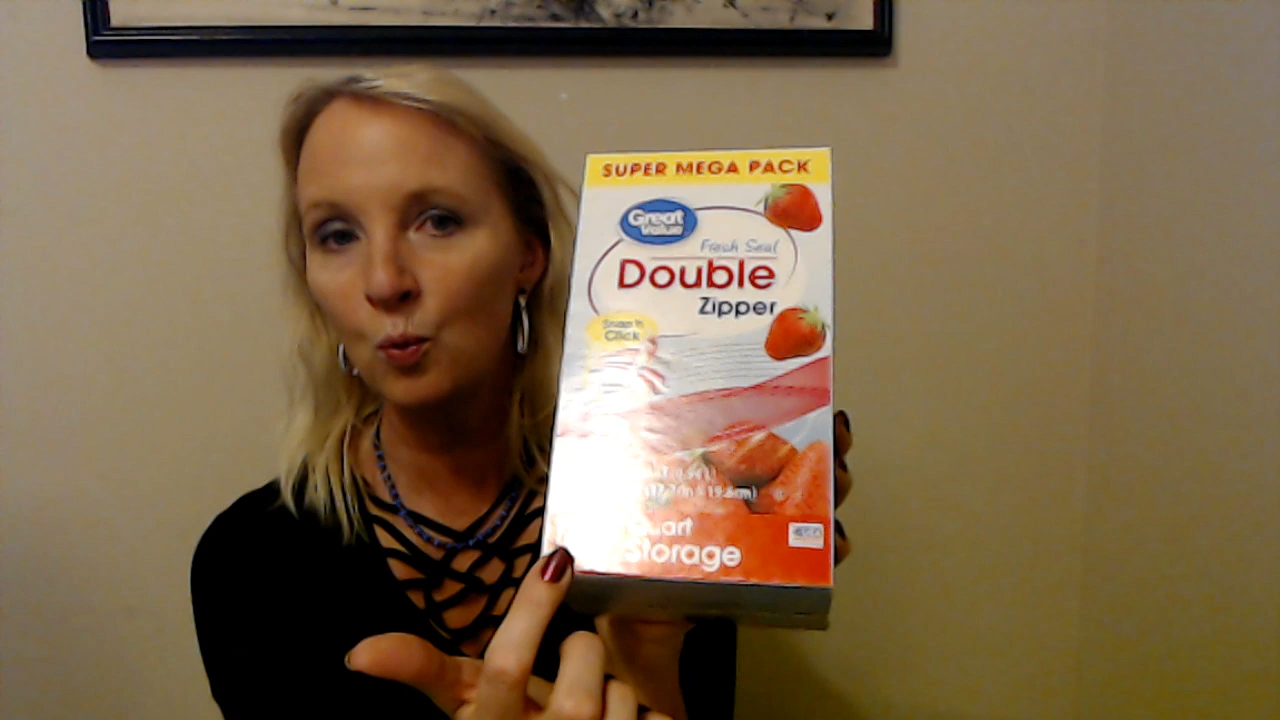 SUPER MEGA PACK
Great
Value
Fresh Seal
Double
Zipper
Snap'n
Click
Storage